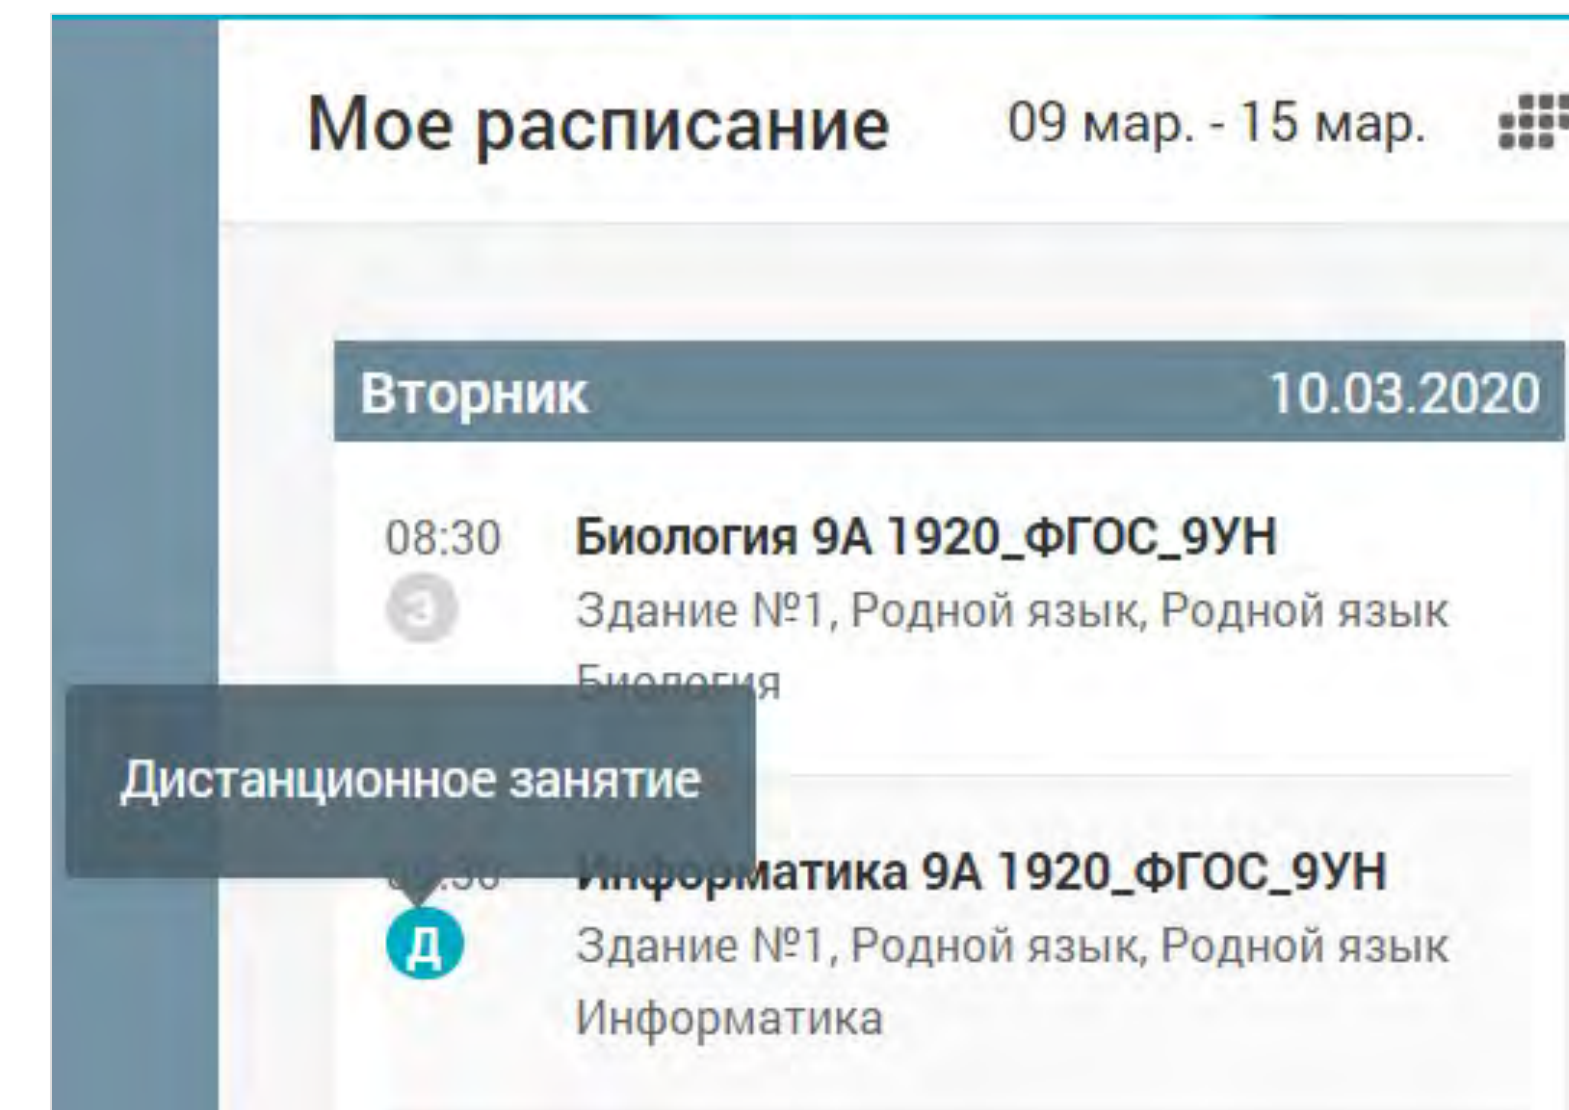 Мое расписание 09 мар. - 15 мар.
Вторник 10.03.2020
08:30 Биология 9А 1920_ФГОС_9УН
Здание №1, Родной язык, Родной язык
Биология
Дистанционное занятие
Информатика 9А 1920_ФГОС_9УН
Д Здание №1, Родной язык, Родной язык
Информатика